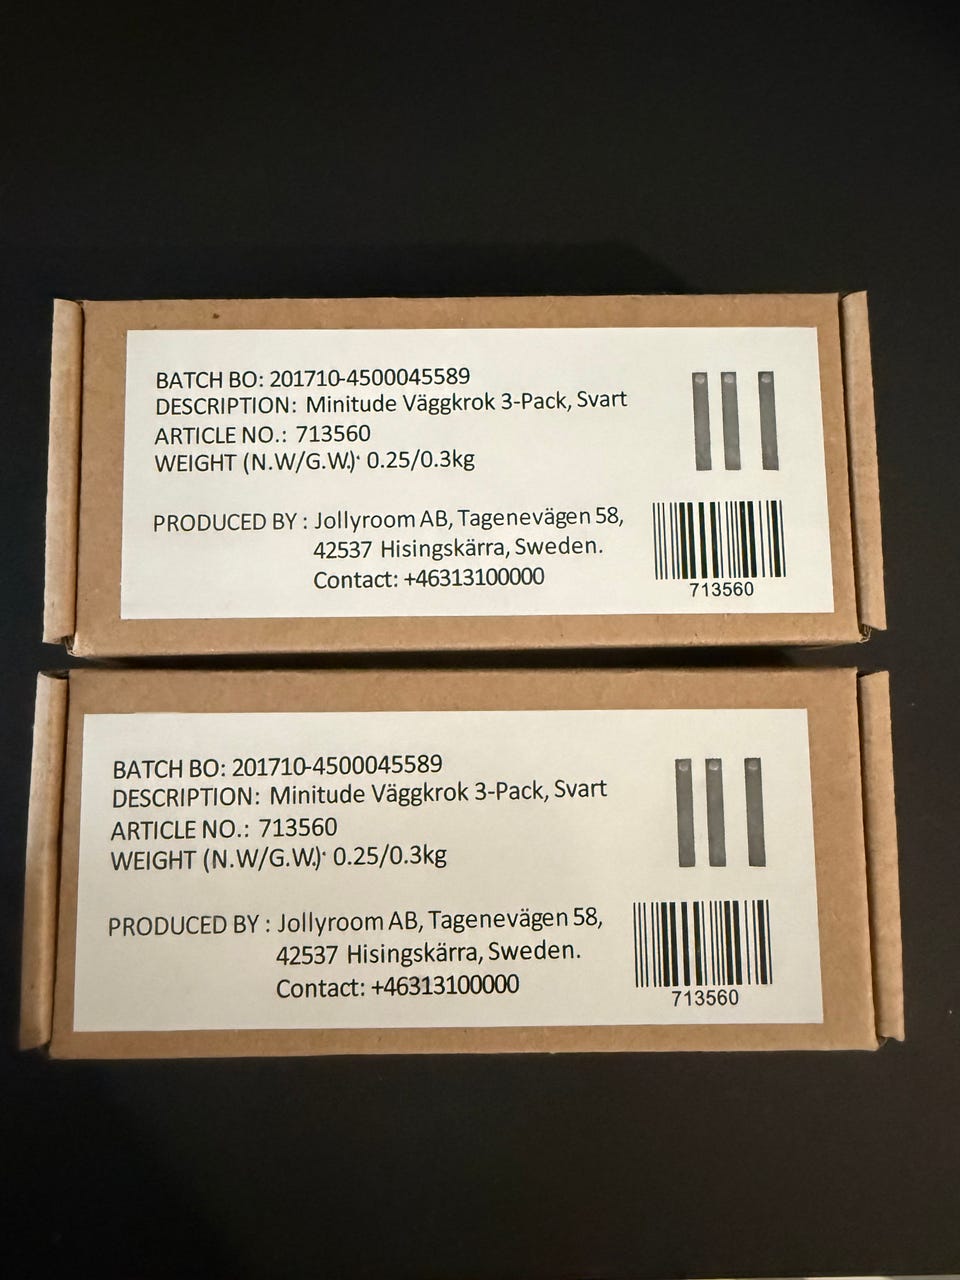 BATCH BO: 201710-4500045589
DESCRIPTION: Minitude Väggkrok 3-Pack, Svart
ARTICLE NO.: 713560
WEIGHT (N.W/G.W.)· 0.25/0.3kg
PRODUCED BY : Jollyroom AB, Tagenevägen 58,
42537 Hisingskärra, Sweden.
Contact: +46313100000
713560
BATCH BO: 201710-4500045589
DESCRIPTION: Minitude Väggkrok 3-Pack, Svart
ARTICLE NO.: 713560
WEIGHT (N.W/G.W.)· 0.25/0.3kg
PRODUCED BY : Jollyroom AB, Tagenevägen 58,
42537 Hisingskärra, Sweden.
Contact: +46313100000
713560